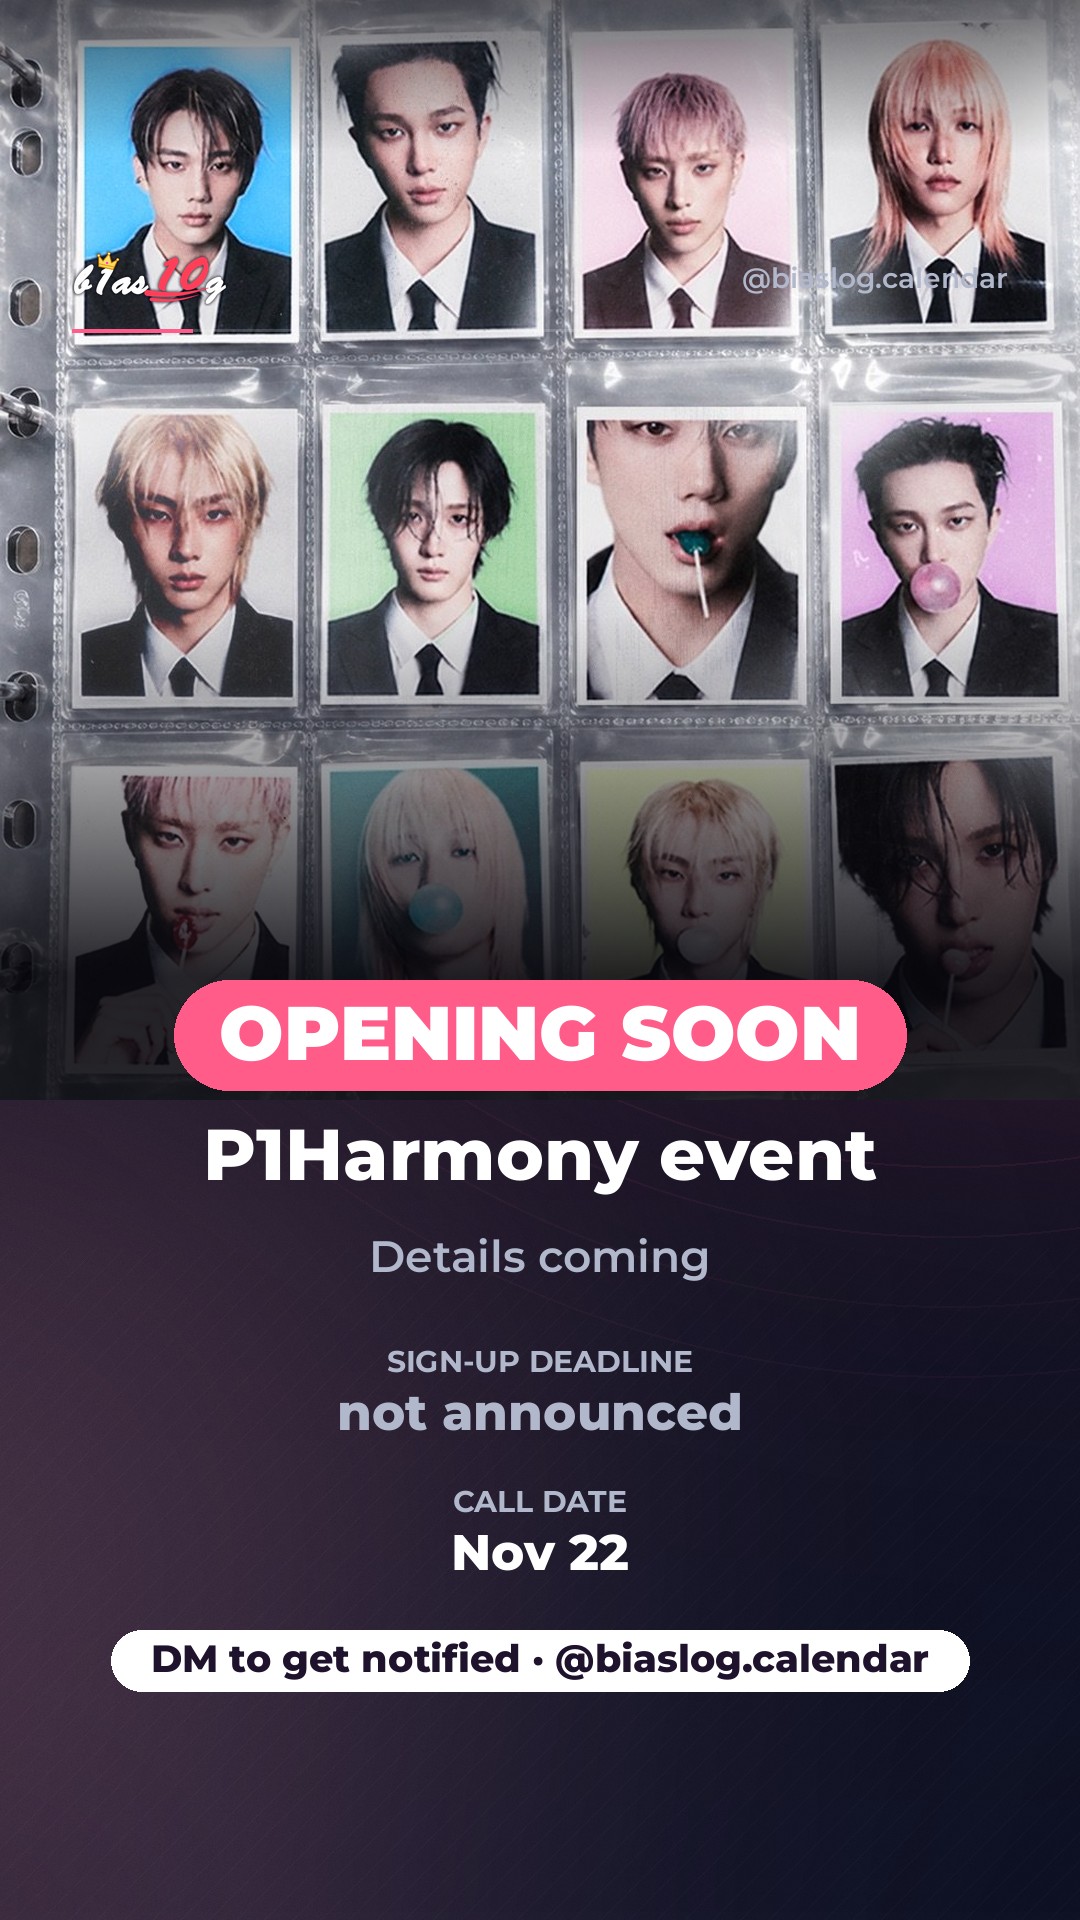 b1as10g
@biaslog.calendar
OPENING SOON
P1Harmony event
Details coming
SIGN-UP DEADLINE
not announced
CALL DATE
Nov 22
DM to get notified · @biaslog.calendar